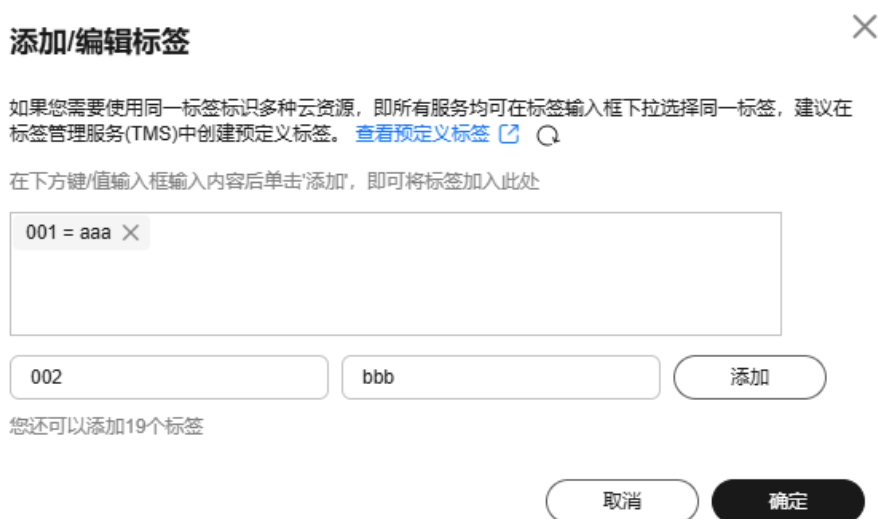 添加/编辑标签
如果您需要使用同一标签标识多种云资源，即所有服务均可在标签输入框下拉选择同一标签，建议在
标签管理服务(TMS)中创建预定义标签。 查看预定义标签
在下方键/值输入框输入内容后单击'添加'，即可将标签加入此处
001 = aaa
002 bbb 添加
您还可以添加19个标签
取消 确定